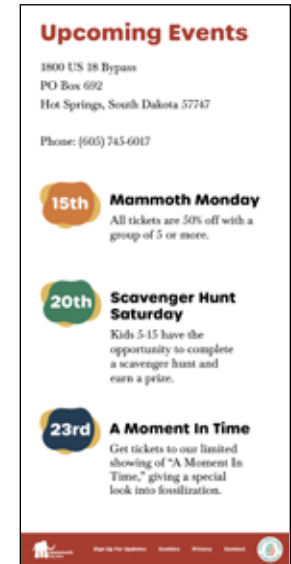 Upcoming Events
1800 US 18 Bypass
PO Box 692
Hot Springs, South Dakota 57747
Phone: (605) 745-6017
15th
Mammoth Monday
All tickets are 50% off with a
group of 5 or more.
20th
Scavenger Hunt
Saturday
Kids 5-15 have the
opportunity to complete
a scavenger hunt and
earn a prize.
23rd
A Moment In Time
Get tickets to our limited
showing of “A Moment In
Time,” giving a special
look into fossilization.
Sign Up For Updates Cookies Privacy Contact